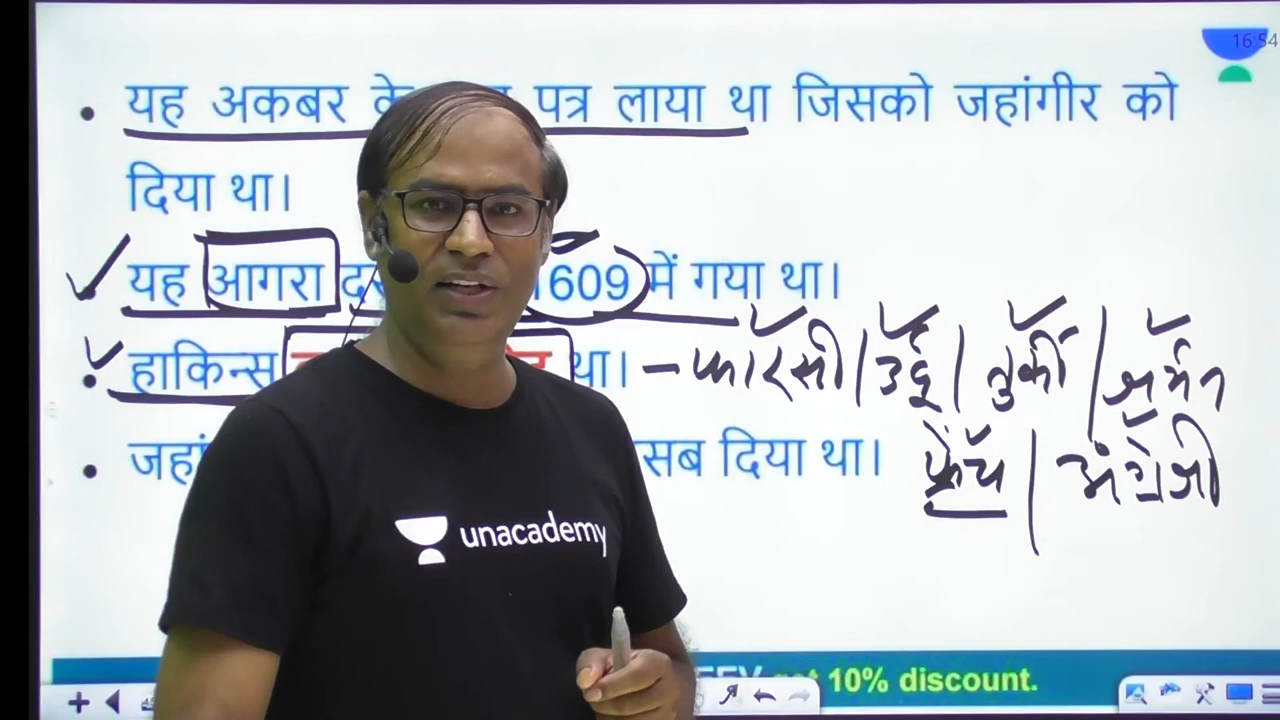 16:54
यह अकबर के पत्र लाया था जिसको जहांगीर को
दिया था।
यह आगरा 1609 में गया था।
हाकिन्स था। - फारसी / उर्दू / तुर्की / जर्मन
सब दिया था। फ्रेंच / अंग्रेजी
unacademy
get 10% discount.